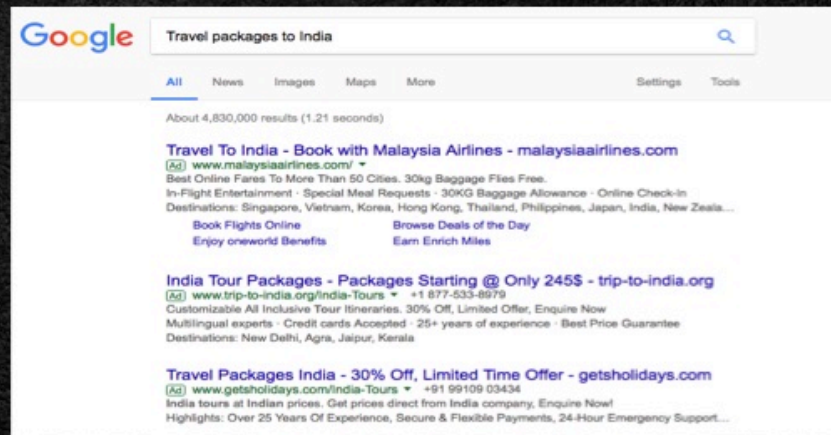 Google
Travel packages to India
All News Images Maps More Settings Tools
About 4,830,000 results (1.21 seconds)
Travel To India - Book with Malaysia Airlines - malaysiaairlines.com
Ad www.malaysiaairlines.com/
Best Online Fares To More Than 50 Cities. 30kg Baggage Flies Free.
In-Flight Entertainment · Special Meal Requests · 30KG Baggage Allowance · Online Check-In
Destinations: Singapore, Vietnam, Korea, Hong Kong, Thailand, Philippines, Japan, India, New Zeala...
Book Flights Online Browse Deals of the Day
Enjoy oneworld Benefits Earn Enrich Miles
India Tour Packages - Packages Starting @ Only 245$ - trip-to-india.org
Ad www.trip-to-india.org/India-Tours +1 877-533-8979
Customizable All Inclusive Tour Itineraries. 30% Off, Limited Offer, Enquire Now
Multilingual experts · Credit cards Accepted · 25+ years of experience · Best Price Guarantee
Destinations: New Delhi, Agra, Jaipur, Kerala
Travel Packages India - 30% Off, Limited Time Offer - getsholidays.com
Ad www.getsholidays.com/India-Tours +91 99109 03434
India tours at Indian prices. Get prices direct from India company, Enquire Now!
Highlights: Over 25 Years Of Experience, Secure & Flexible Payments, 24-Hour Emergency Support...